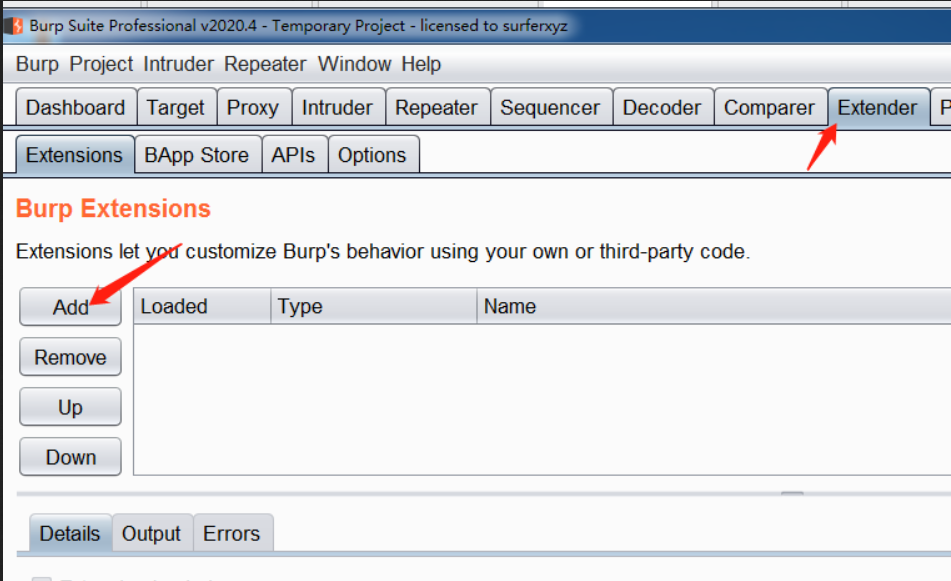 Burp Suite Professional v2020.4 - Temporary Project - licensed to surferxyz
Burp Project Intruder Repeater Window Help
Dashboard Target Proxy Intruder Repeater Sequencer Decoder Comparer Extender P
Extensions BApp Store APIs Options
Burp Extensions
Extensions let you customize Burp's behavior using your own or third-party code.
Add Loaded Type Name
Remove
Up
Down
Details Output Errors